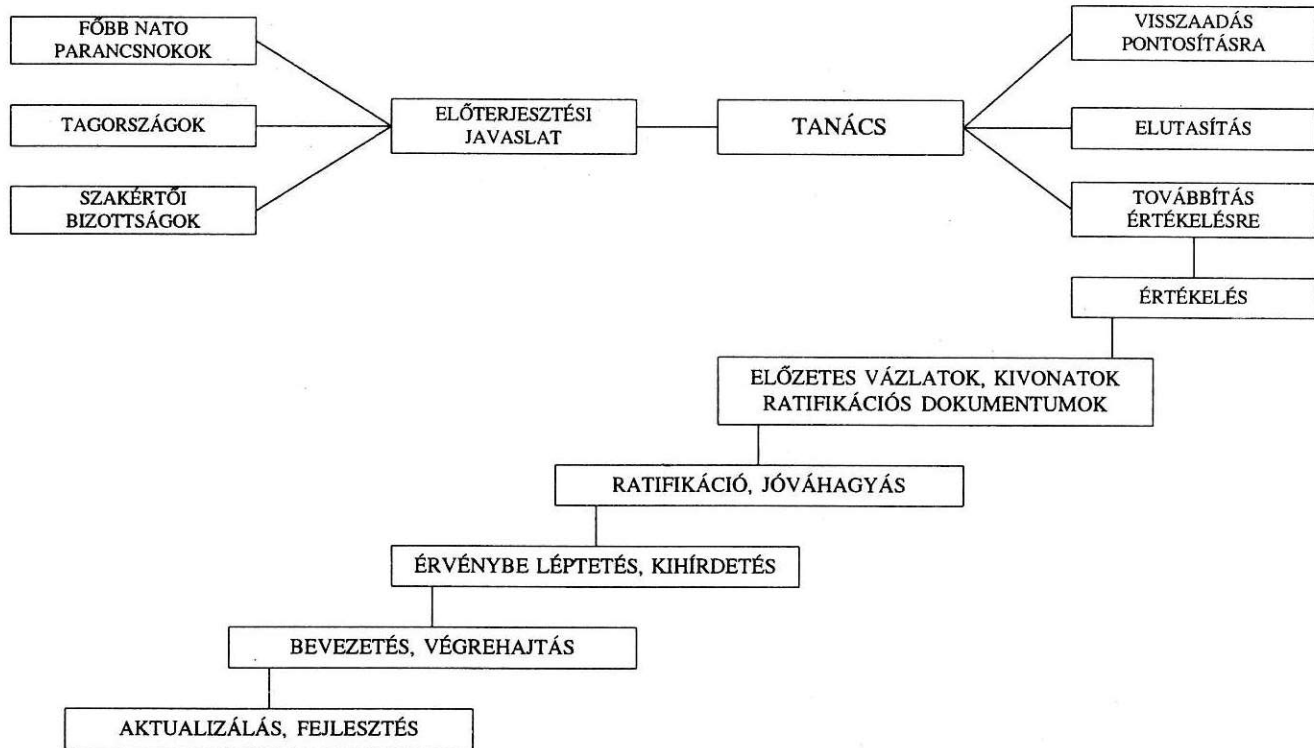 FŐBB NATO
PARANCSNOKOK
TAGORSZÁGOK
SZAKÉRTŐI
BIZOTTSÁGOK
ELŐTERJESZTÉSI
JAVASLAT
TANÁCS
VISSZAADÁS
PONTOSÍTÁSRA
ELUTASÍTÁS
TOVÁBBÍTÁS
ÉRTÉKELÉSRE
ÉRTÉKELÉS
ELŐZETES VÁZLATOK, KIVONATOK
RATIFIKÁCIÓS DOKUMENTUMOK
RATIFIKÁCIÓ, JÓVÁHAGYÁS
ÉRVÉNYBE LÉPTETÉS, KIHÍRDETÉS
BEVEZETÉS, VÉGREHAJTÁS
AKTUALIZÁLÁS, FEJLESZTÉS